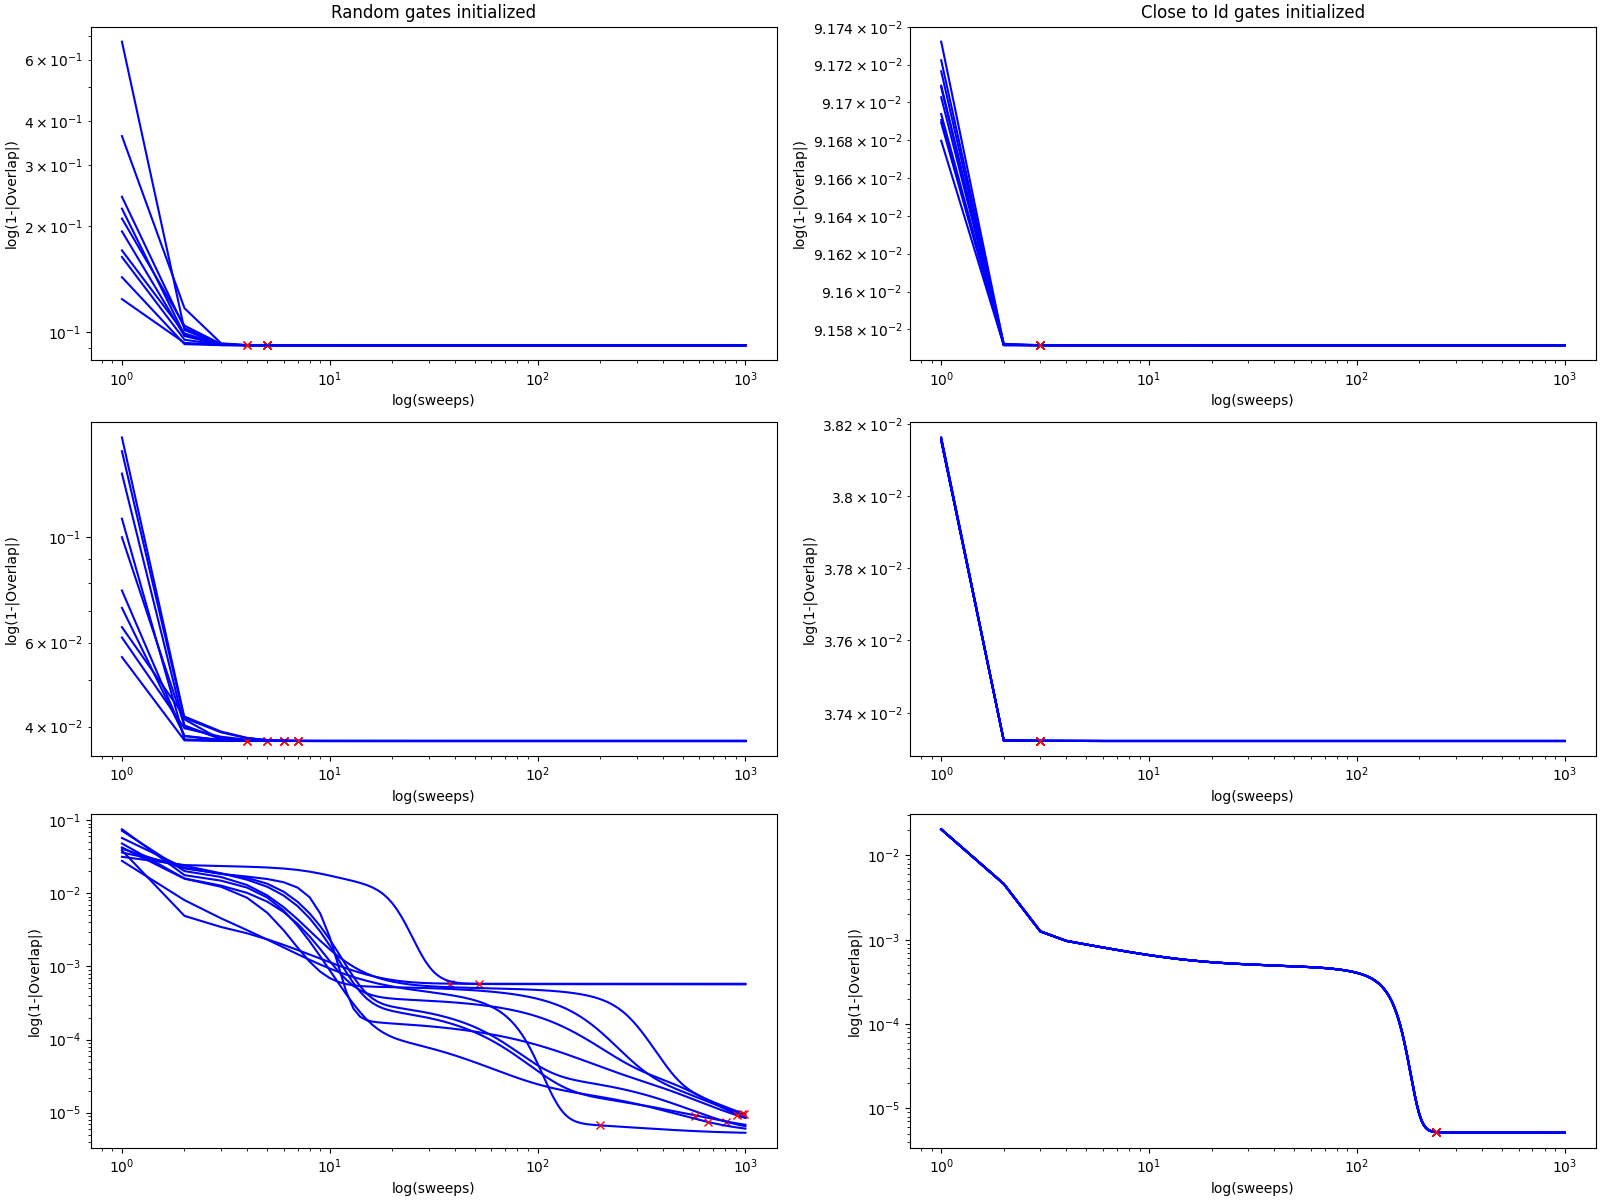 Random gates initialized
6 × 10⁻¹
4 × 10⁻¹
3 × 10⁻¹
2 × 10⁻¹
10⁻¹
log(1-|Overlap|)
10⁰ 10¹ 10² 10³
log(sweeps)
Close to Id gates initialized
9.174 × 10⁻²
9.172 × 10⁻²
9.17 × 10⁻²
9.168 × 10⁻²
9.166 × 10⁻²
9.164 × 10⁻²
9.162 × 10⁻²
9.16 × 10⁻²
9.158 × 10⁻²
log(1-|Overlap|)
10⁰ 10¹ 10² 10³
log(sweeps)
10⁻¹
6 × 10⁻²
4 × 10⁻²
log(1-|Overlap|)
10⁰ 10¹ 10² 10³
log(sweeps)
3.82 × 10⁻²
3.8 × 10⁻²
3.78 × 10⁻²
3.76 × 10⁻²
3.74 × 10⁻²
log(1-|Overlap|)
10⁰ 10¹ 10² 10³
log(sweeps)
10⁻¹
10⁻²
10⁻³
10⁻⁴
10⁻⁵
log(1-|Overlap|)
10⁰ 10¹ 10² 10³
log(sweeps)
10⁻²
10⁻³
10⁻⁴
10⁻⁵
log(1-|Overlap|)
10⁰ 10¹ 10² 10³
log(sweeps)